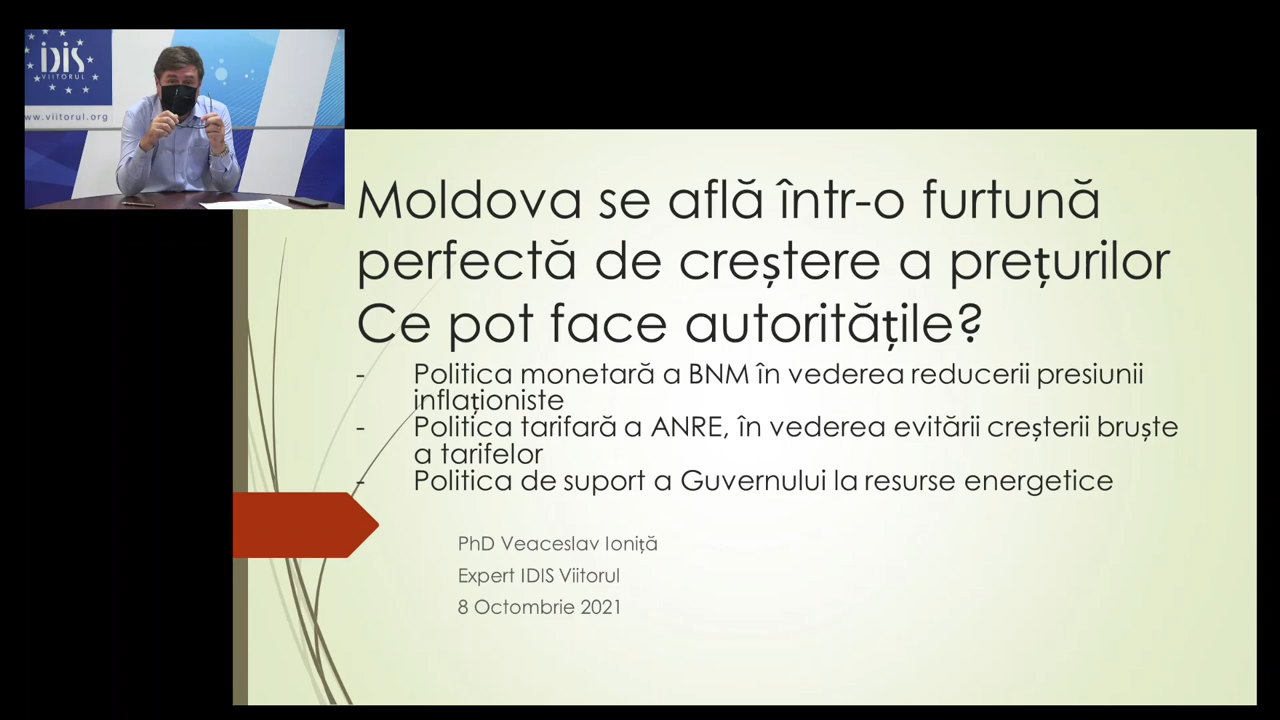 iDiS
VIITORUL
ww.viitorul.org
Moldova se află într-o furtună
perfectă de creștere a prețurilor
Ce pot face autoritățile?
- Politica monetară a BNM în vederea reducerii presiunii
inflaționiste
- Politica tarifară a ANRE, în vederea evitării creșterii bruște
a tarifelor
- Politica de suport a Guvernului la resurse energetice
PhD Veaceslav Ioniță
Expert IDIS Viitorul
8 Octombrie 2021